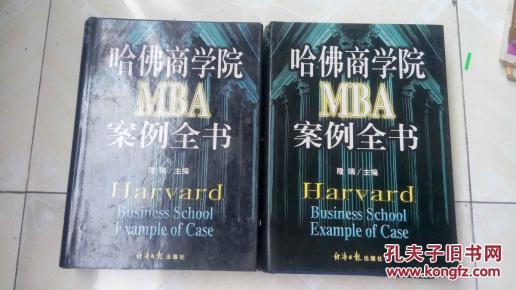 哈佛商学院
MBA
案例全书
隆瑞/主编
Harvard
Business School
Example of Case
经济日报出版社
哈佛商学院
MBA
案例全书
隆瑞/主编
Harvard
Business School
Example of Case
经济日报出版社
孔夫子旧书网